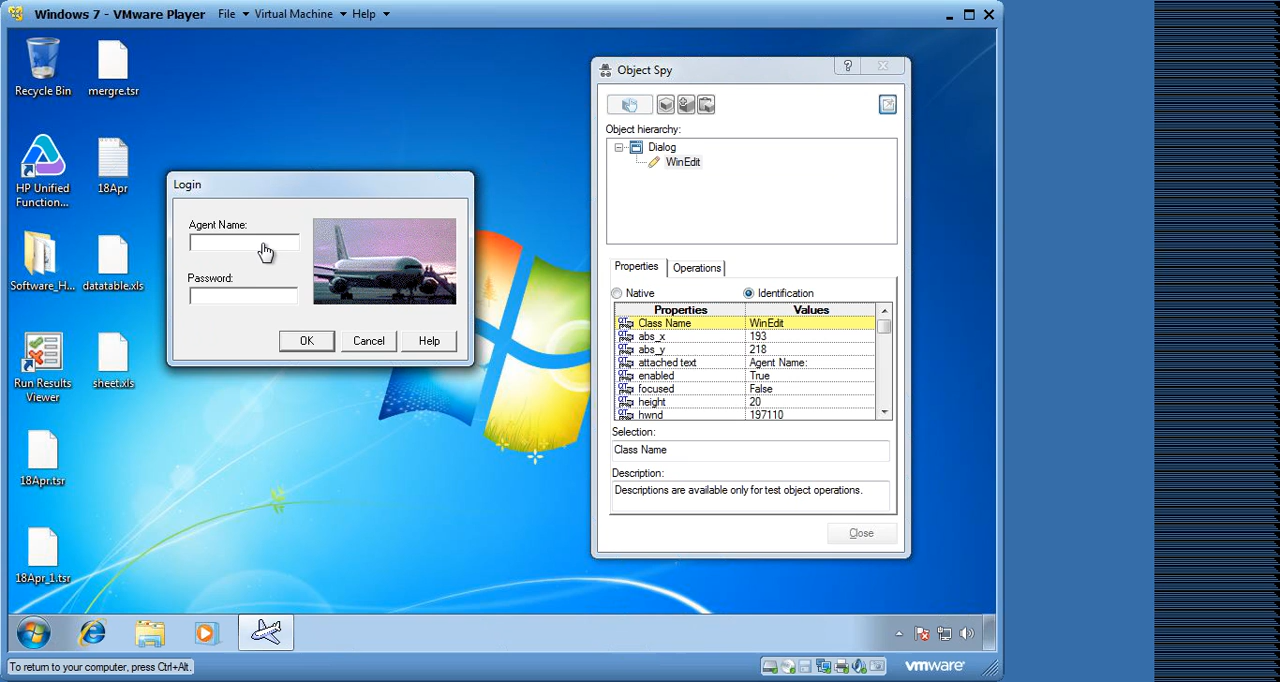 Windows 7 - VMware Player File Virtual Machine Help
Recycle Bin
mergre.tsr
HP Unified
Function...
18Apr
Software_H...
datatable.xls
Run Results
Viewer
sheet.xls
18Apr.tsr
18Apr_1.tsr
Login
Agent Name:
Password:
OK Cancel Help
Object Spy
?
Object hierarchy:
Dialog
WinEdit
Properties Operations
Native Identification
Properties Values
Class Name WinEdit
abs_x 193
abs_y 218
attached text Agent Name:
enabled True
focused False
height 20
hwnd 197110
Selection:
Class Name
Description:
Descriptions are available only for test object operations.
Close
To return to your computer, press Ctrl+Alt.
vmware